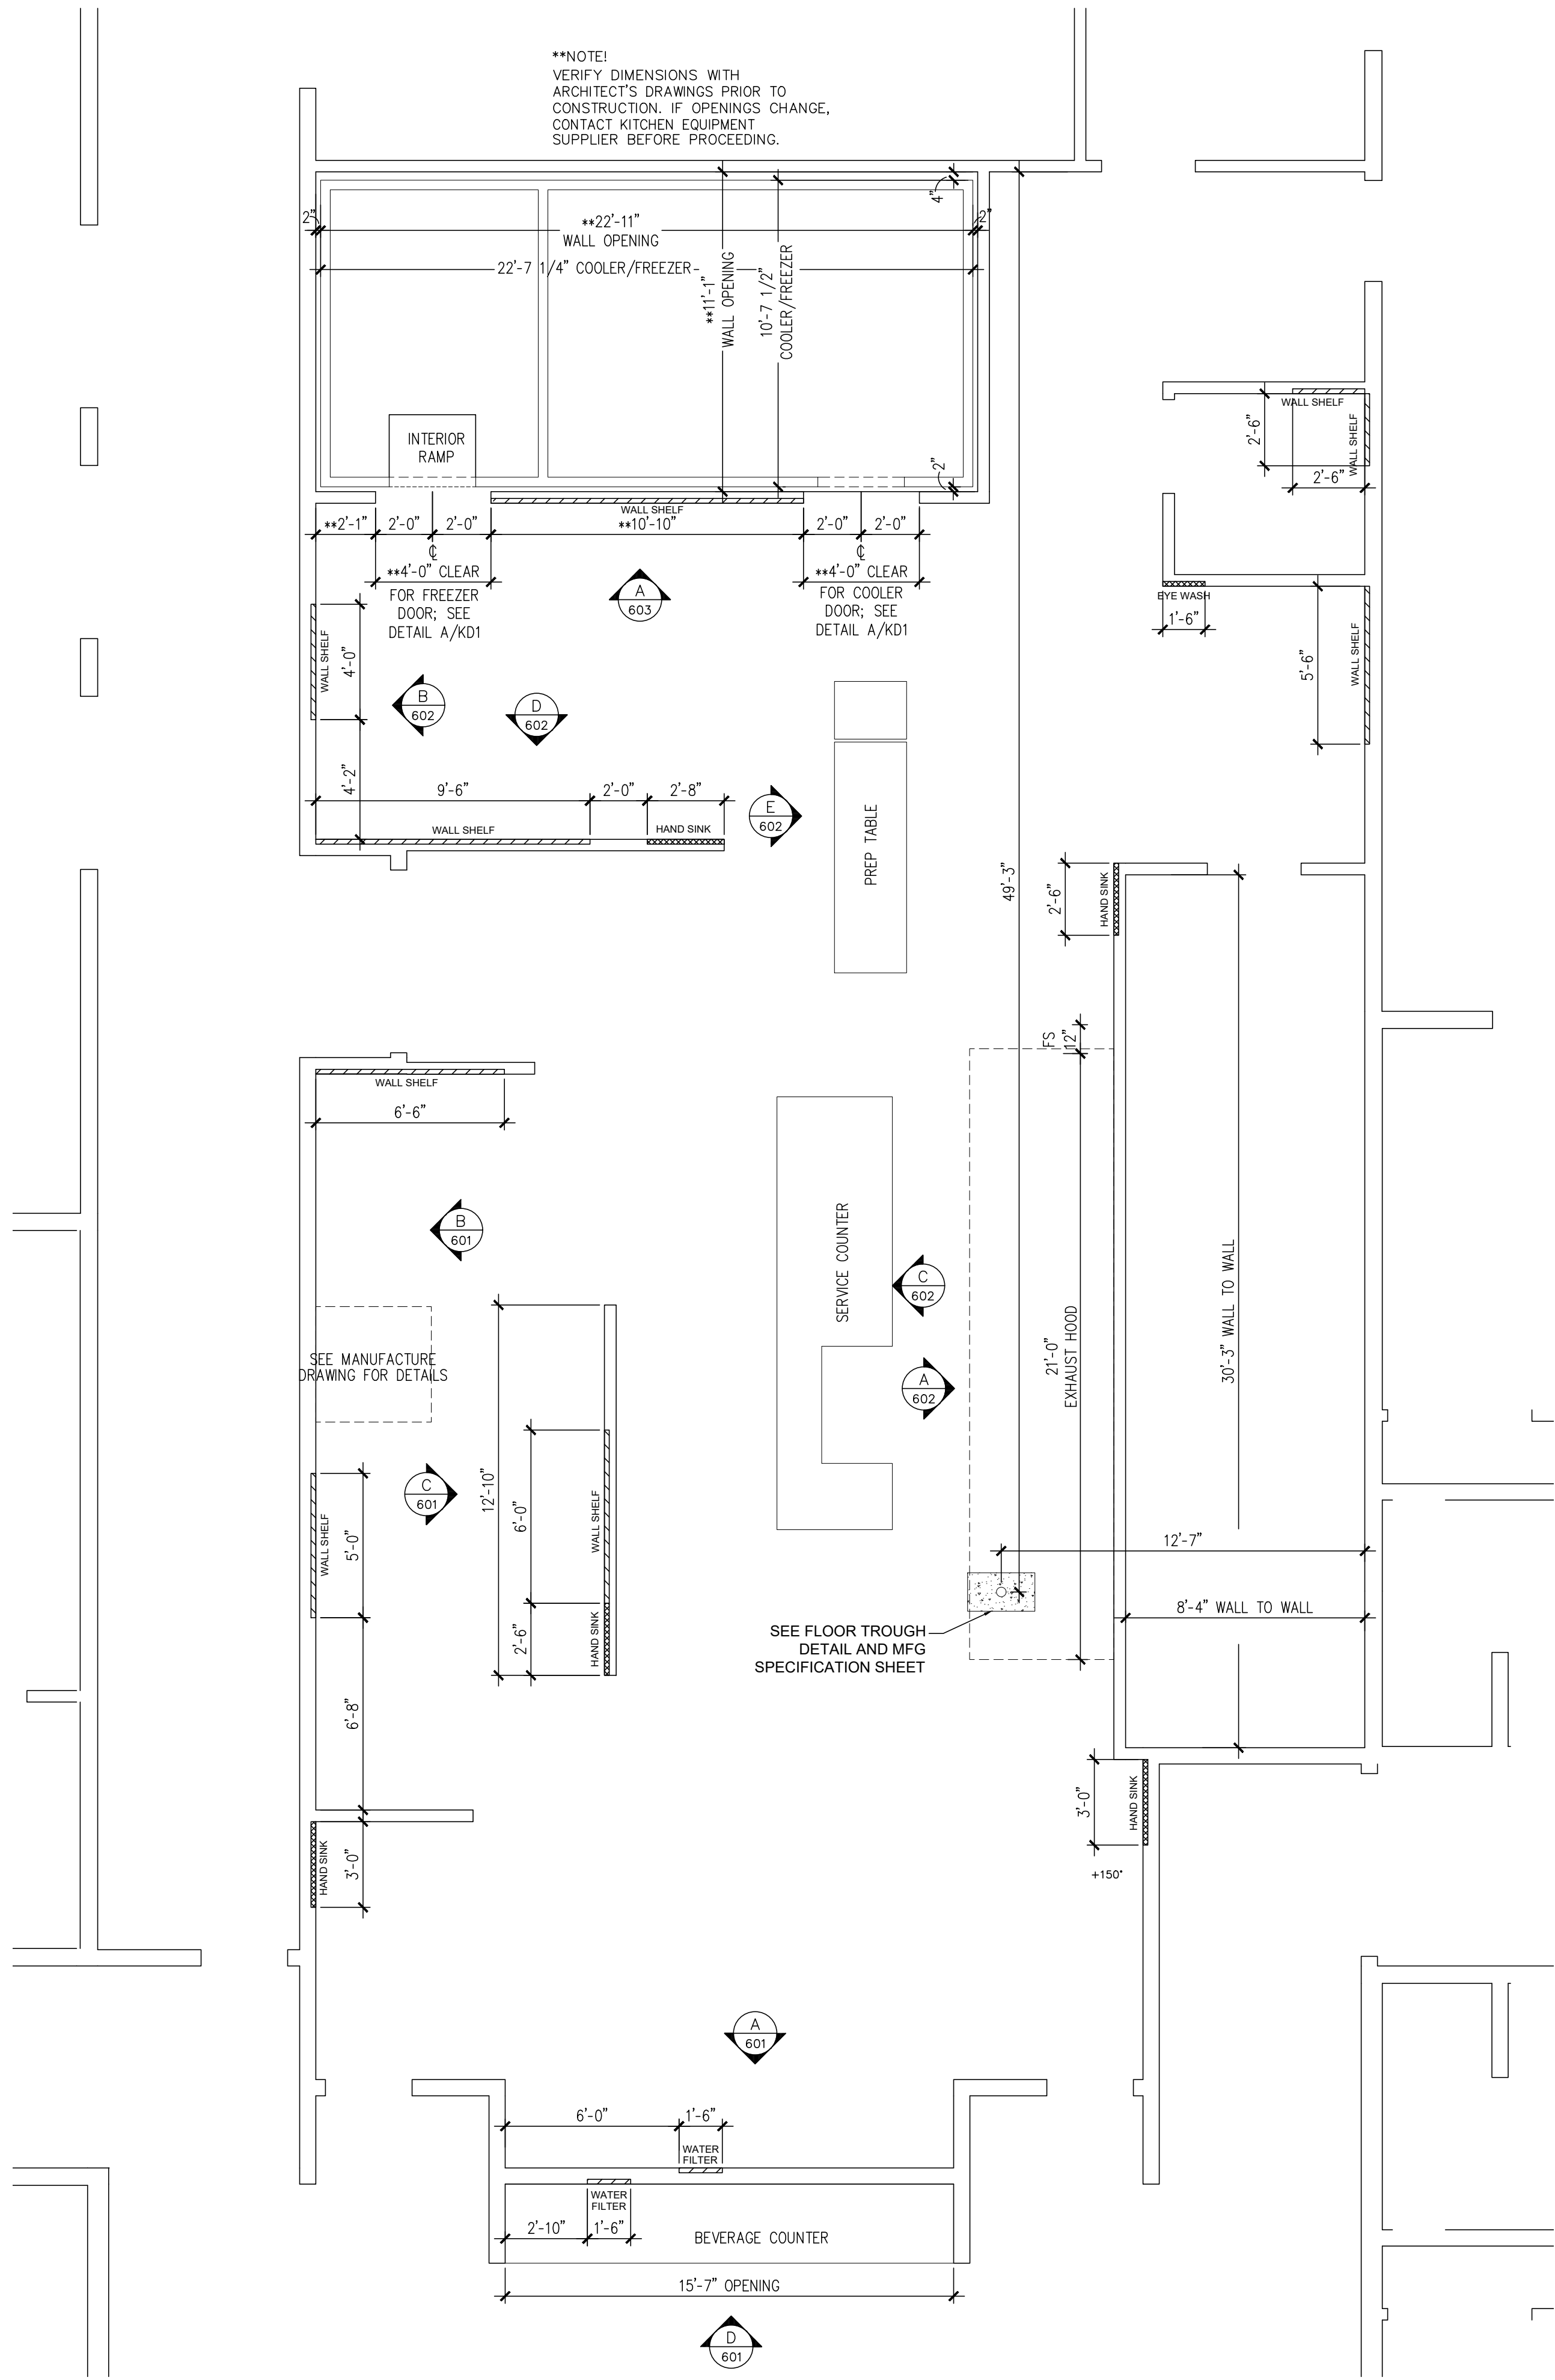 **NOTE!
VERIFY DIMENSIONS WITH
ARCHITECT'S DRAWINGS PRIOR TO
CONSTRUCTION. IF OPENINGS CHANGE,
CONTACT KITCHEN EQUIPMENT
SUPPLIER BEFORE PROCEEDING.
4"
2"
**22'-11"
WALL OPENING
2"
22'-7 1/4" COOLER/FREEZER
**11'-1"
WALL OPENING
10'-7 1/2"
COOLER/FREEZER
INTERIOR
RAMP
2"
WALL SHELF
**2'-1"
2'-0"
2'-0"
**10'-10"
2'-0"
2'-0"
**4'-0" CLEAR
FOR FREEZER
DOOR; SEE
DETAIL A/KD1
**4'-0" CLEAR
FOR COOLER
DOOR; SEE
DETAIL A/KD1
A
603
WALL SHELF
2'-6"
WALL SHELF
2'-6"
EYE WASH
1'-6"
5'-6"
WALL SHELF
WALL SHELF
4'-0"
B
602
D
602
4'-2"
9'-6"
2'-0"
2'-8"
WALL SHELF
HAND SINK
E
602
PREP TABLE
49'-3"
2'-6"
HAND SINK
FS
12"
WALL SHELF
6'-6"
B
601
SERVICE COUNTER
C
602
A
602
21'-0"
EXHAUST HOOD
30'-3" WALL TO WALL
SEE MANUFACTURE
DRAWING FOR DETAILS
C
601
12'-10"
6'-0"
WALL SHELF
WALL SHELF
5'-0"
2'-6"
HAND SINK
12'-7"
8'-4" WALL TO WALL
SEE FLOOR TROUGH
DETAIL AND MFG
SPECIFICATION SHEET
6'-8"
HAND SINK
3'-0"
3'-0"
HAND SINK
+150"
A
601
6'-0"
1'-6"
WATER
FILTER
WATER
FILTER
2'-10"
1'-6"
BEVERAGE COUNTER
15'-7" OPENING
D
601